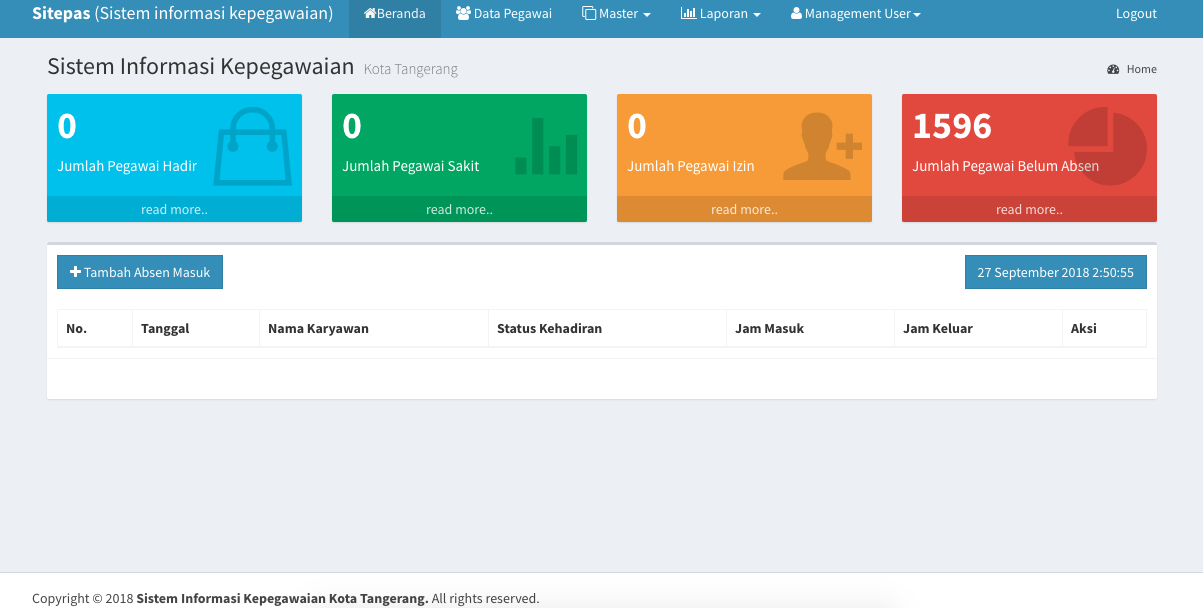 Sitepas (Sistem informasi kepegawaian) Beranda Data Pegawai Master Laporan Management User Logout
Sistem Informasi Kepegawaian Kota Tangerang Home
0
Jumlah Pegawai Hadir
read more..
0
Jumlah Pegawai Sakit
read more..
0
Jumlah Pegawai Izin
read more..
1596
Jumlah Pegawai Belum Absen
read more..
Tambah Absen Masuk 27 September 2018 2:50:55
No. Tanggal Nama Karyawan Status Kehadiran Jam Masuk Jam Keluar Aksi
Copyright © 2018 Sistem Informasi Kepegawaian Kota Tangerang. All rights reserved.